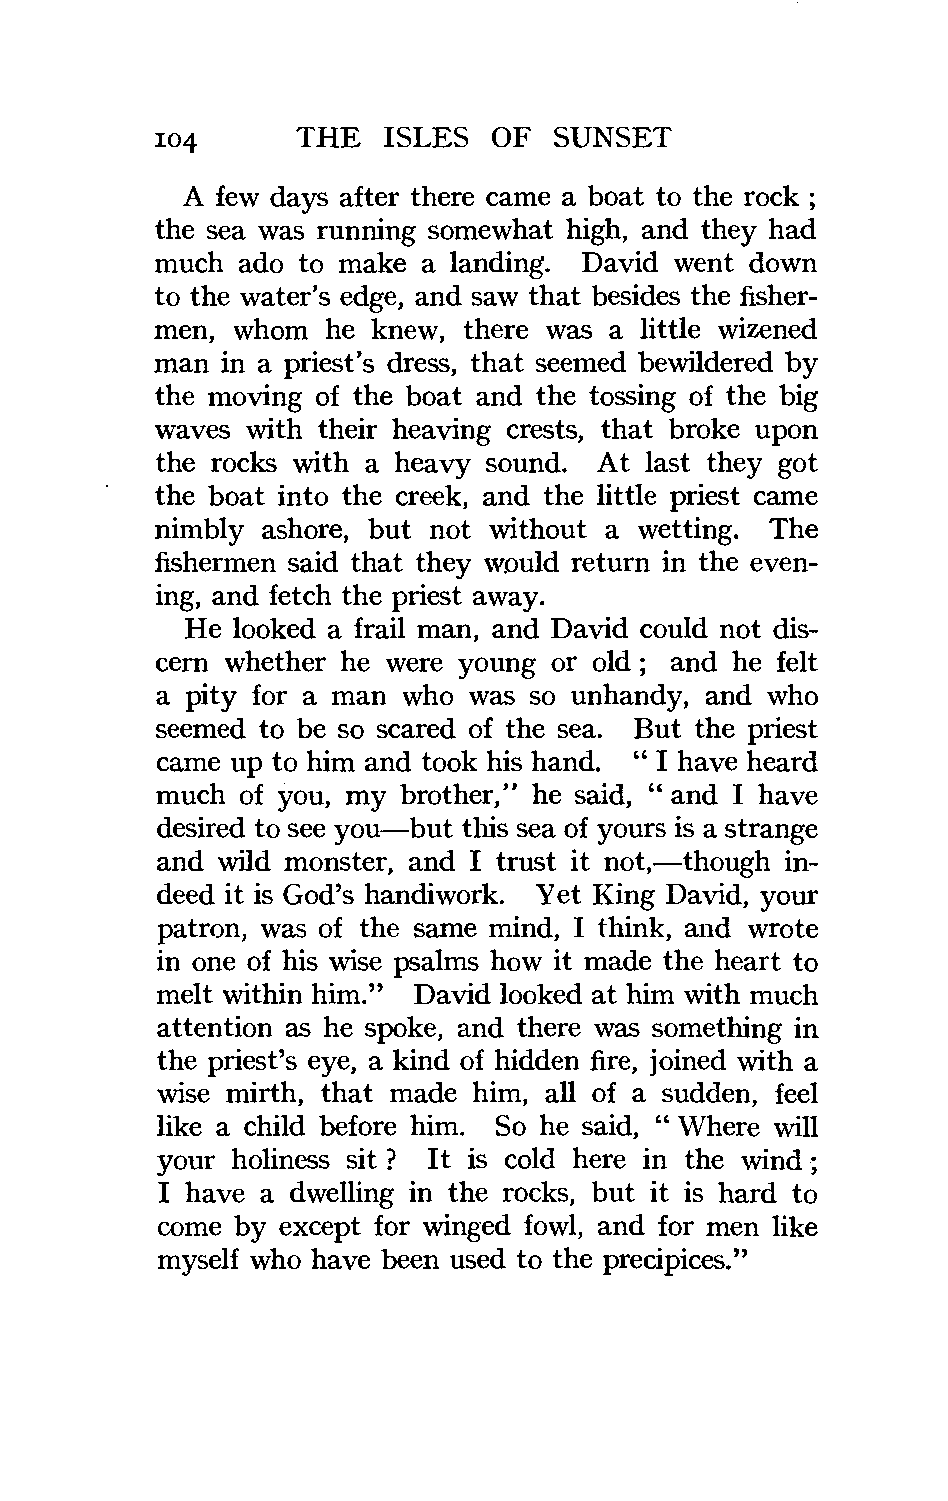 104 THE ISLES OF SUNSET
A few days after there came a boat to the rock ;
the sea was running somewhat high, and they had
much ado to make a landing. David went down
to the water's edge, and saw that besides the fisher-
men, whom he knew, there was a little wizened
man in a priest's dress, that seemed bewildered by
the moving of the boat and the tossing of the big
waves with their heaving crests, that broke upon
the rocks with a heavy sound. At last they got
the boat into the creek, and the little priest came
nimbly ashore, but not without a wetting. The
fishermen said that they would return in the even-
ing, and fetch the priest away.
He looked a frail man, and David could not dis-
cern whether he were young or old ; and he felt
a pity for a man who was so unhandy, and who
seemed to be so scared of the sea. But the priest
came up to him and took his hand. " I have heard
much of you, my brother," he said, " and I have
desired to see you—but this sea of yours is a strange
and wild monster, and I trust it not,—though in-
deed it is God's handiwork. Yet King David, your
patron, was of the same mind, I think, and wrote
in one of his wise psalms how it made the heart to
melt within him." David looked at him with much
attention as he spoke, and there was something in
the priest's eye, a kind of hidden fire, joined with a
wise mirth, that made him, all of a sudden, feel
like a child before him. So he said, " Where will
your holiness sit ? It is cold here in the wind ;
I have a dwelling in the rocks, but it is hard to
come by except for winged fowl, and for men like
myself who have been used to the precipices."